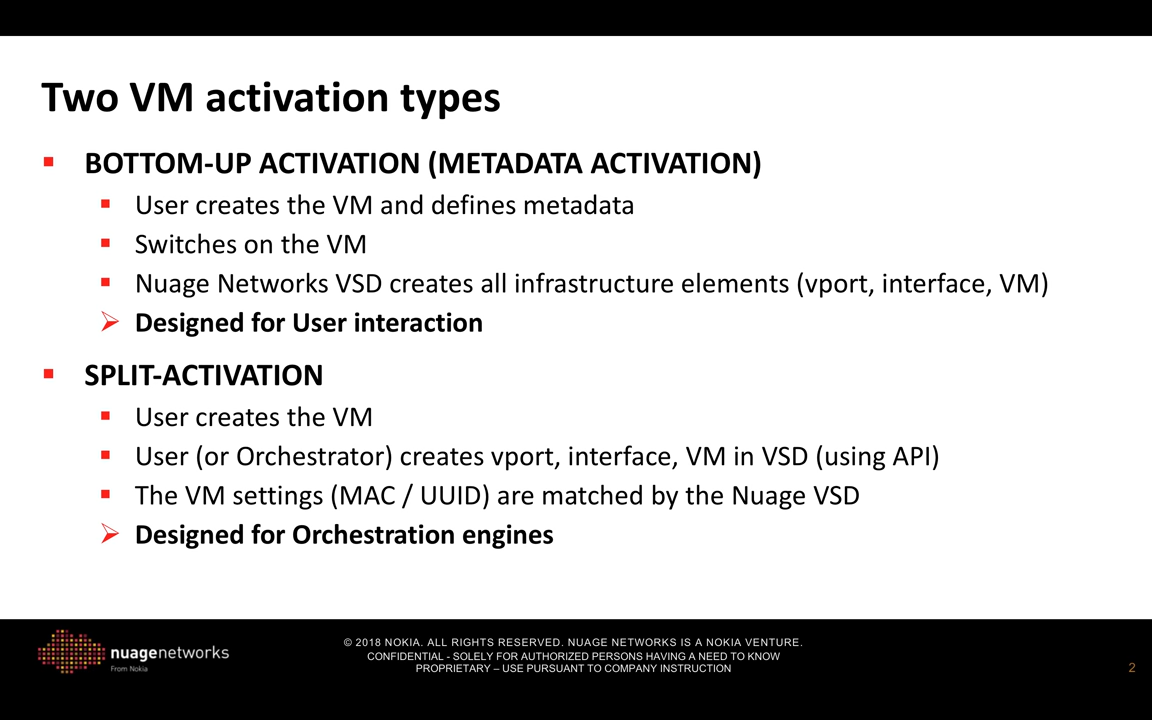 Two VM activation types
BOTTOM-UP ACTIVATION (METADATA ACTIVATION)
User creates the VM and defines metadata
Switches on the VM
Nuage Networks VSD creates all infrastructure elements (vport, interface, VM)
Designed for User interaction
SPLIT-ACTIVATION
User creates the VM
User (or Orchestrator) creates vport, interface, VM in VSD (using API)
The VM settings (MAC / UUID) are matched by the Nuage VSD
Designed for Orchestration engines
nuagenetworks
From Nokia
© 2018 NOKIA. ALL RIGHTS RESERVED. NUAGE NETWORKS IS A NOKIA VENTURE.
CONFIDENTIAL - SOLELY FOR AUTHORIZED PERSONS HAVING A NEED TO KNOW
PROPRIETARY – USE PURSUANT TO COMPANY INSTRUCTION
2